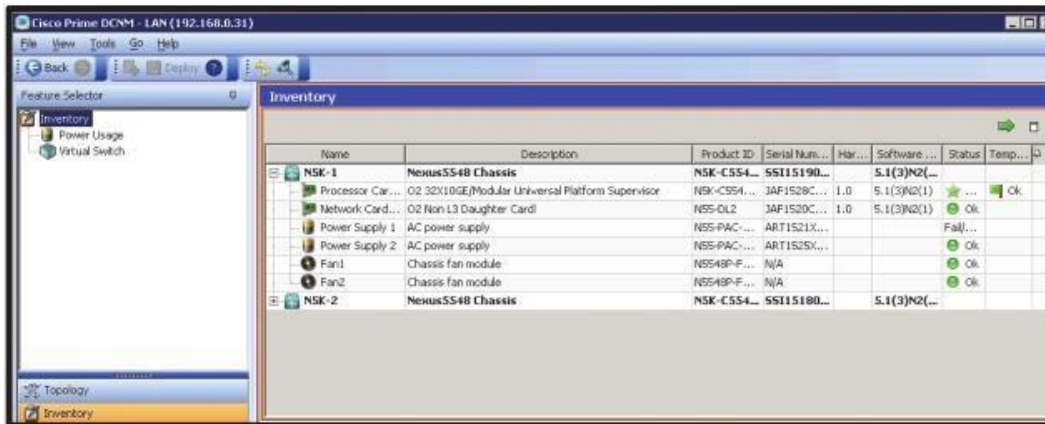 Cisco Prime DCNM - LAN (192.168.0.31)
File View Tools Go Help
Back Deploy
Feature Selector
Inventory
Inventory
Power Usage
Virtual Switch
Name Description Product ID Serial Num... Har... Software ... Status Temp...
N5K-1 Nexus5548 Chassis N5K-C554... SSI15190... 5.1(3)N2(...
Processor Car... O2 32X10GE/Modular Universal Platform Supervisor N5K-C554... JAF1528C... 1.0 5.1(3)N2(1) ... Ok
Network Card... O2 Non L3 Daughter Cardl N55-DL2 JAF1520C... 1.0 5.1(3)N2(1) Ok
Power Supply 1 AC power supply N55-PAC-... ART1521X... Fail/...
Power Supply 2 AC power supply N55-PAC-... ART1525X... Ok
Fan1 Chassis fan module N5548P-F... N/A Ok
Fan2 Chassis fan module N5548P-F... N/A Ok
N5K-2 Nexus5548 Chassis N5K-C554... SSI15180... 5.1(3)N2(...
Topology
Inventory